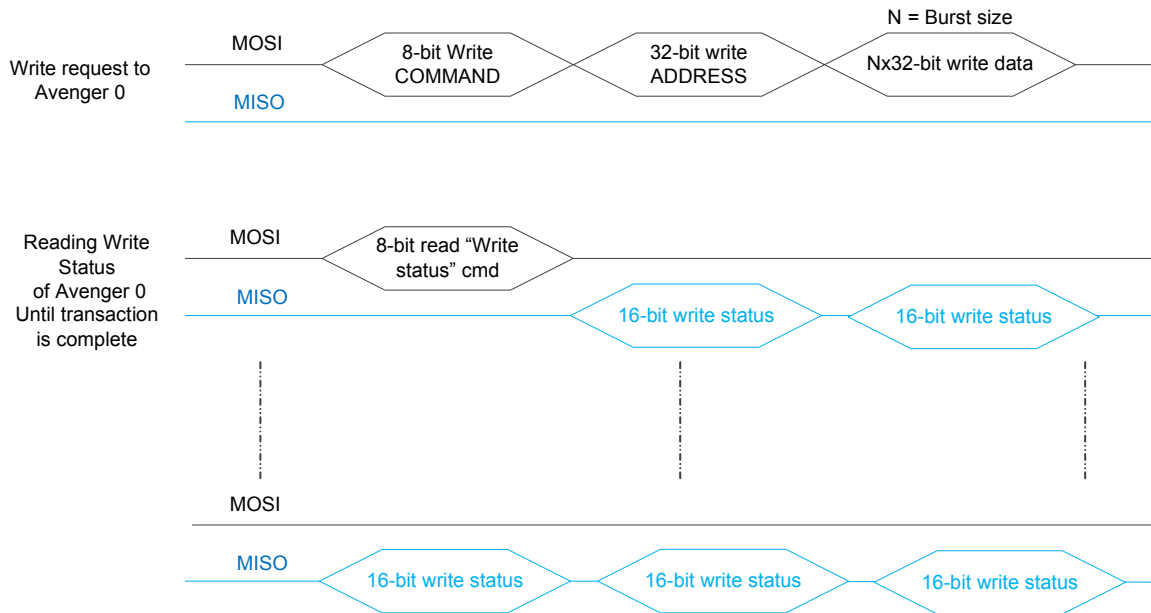 N = Burst size
MOSI
8-bit Write
COMMAND
32-bit write
ADDRESS
Nx32-bit write data
Write request to
Avenger 0
MISO
Reading Write
Status
of Avenger 0
Until transaction
is complete
MOSI
8-bit read “Write
status” cmd
MISO
16-bit write status
16-bit write status
MOSI
MISO
16-bit write status
16-bit write status
16-bit write status